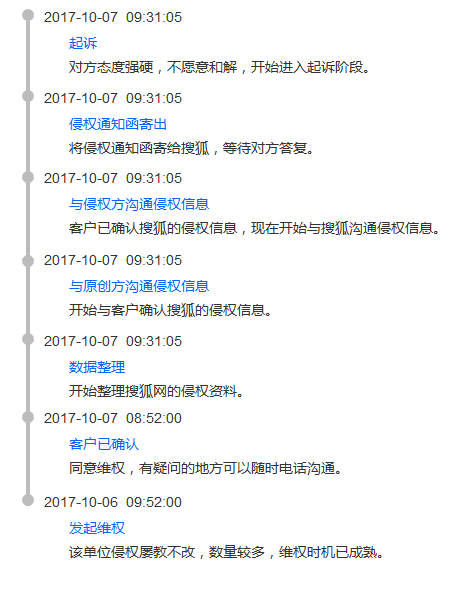 2017-10-07 09:31:05
起诉
对方态度强硬，不愿意和解，开始进入起诉阶段。
2017-10-07 09:31:05
侵权通知函寄出
将侵权通知函寄给搜狐，等待对方答复。
2017-10-07 09:31:05
与侵权方沟通侵权信息
客户已确认搜狐的侵权信息，现在开始与搜狐沟通侵权信息。
2017-10-07 09:31:05
与原创方沟通侵权信息
开始与客户确认搜狐的侵权信息。
2017-10-07 09:31:05
数据整理
开始整理搜狐网的侵权资料。
2017-10-07 08:52:00
客户已确认
同意维权，有疑问的地方可以随时电话沟通。
2017-10-06 09:52:00
发起维权
该单位侵权屡教不改，数量较多，维权时机已成熟。